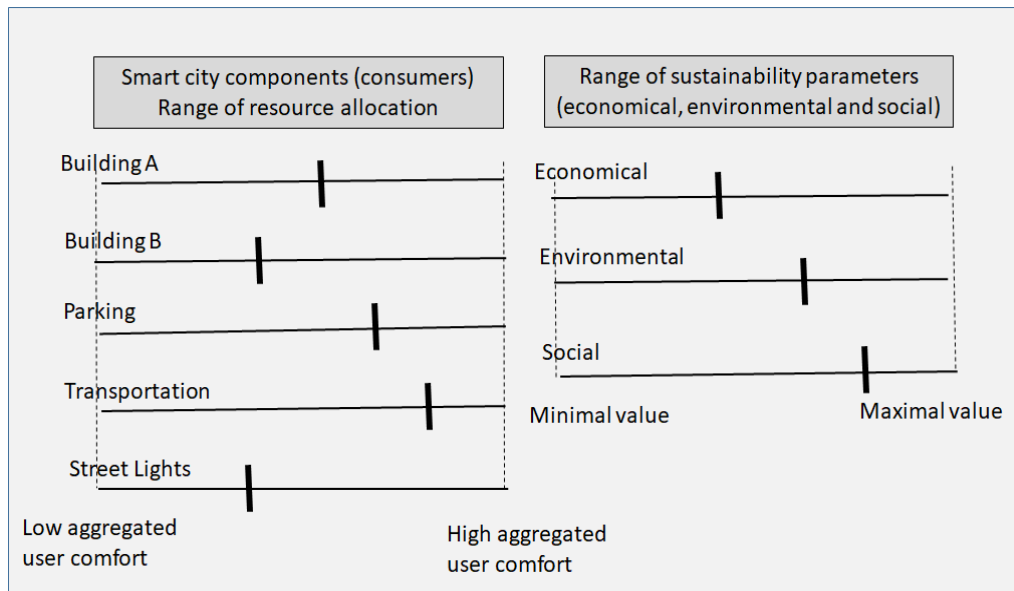 Smart city components (consumers)
Range of resource allocation
Building A
Building B
Parking
Transportation
Street Lights
Low aggregated
user comfort
High aggregated
user comfort
Range of sustainability parameters
(economical, environmental and social)
Economical
Environmental
Social
Minimal value
Maximal value